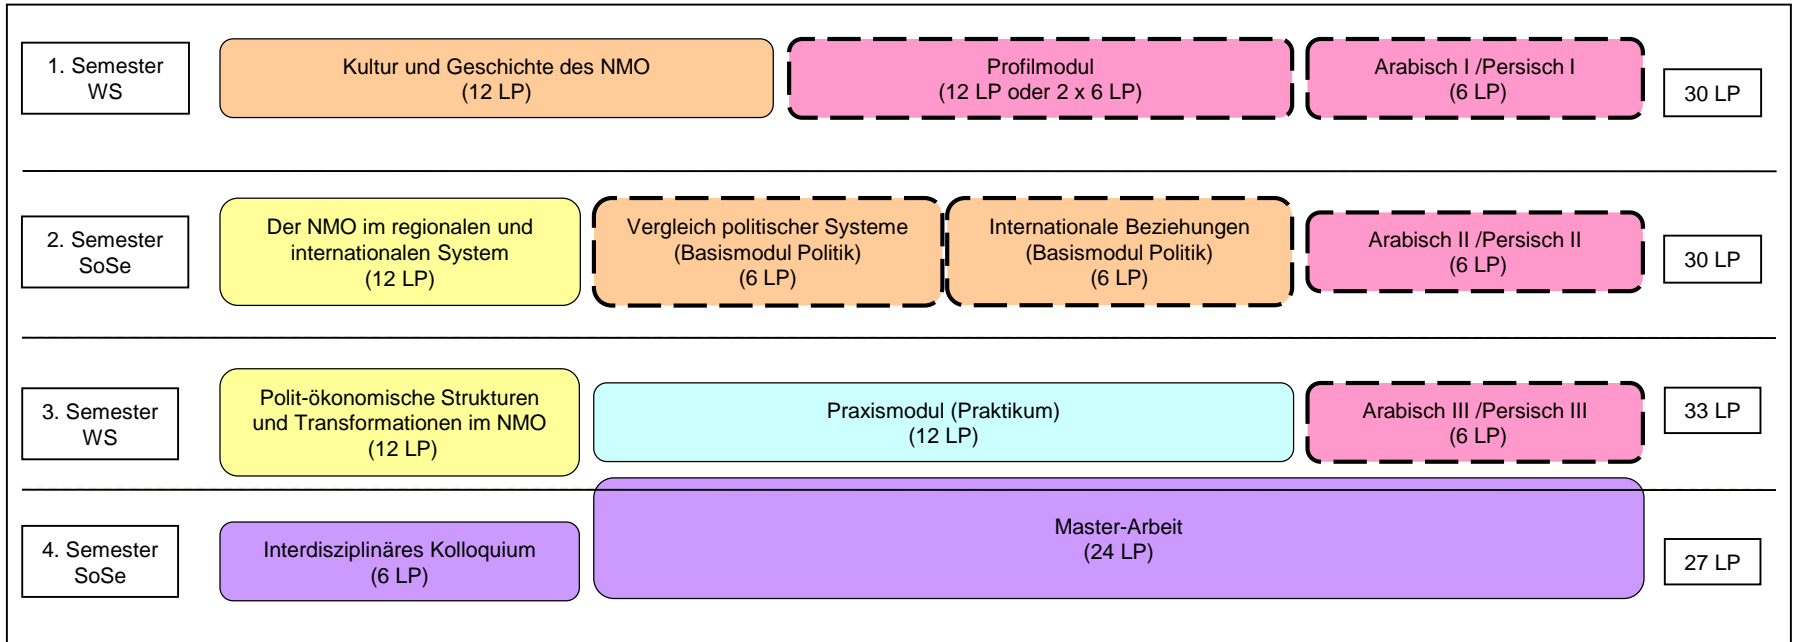 1. Semester
WS
Kultur und Geschichte des NMO
(12 LP)
Profilmodul
(12 LP oder 2 x 6 LP)
Arabisch I /Persisch I
(6 LP)
30 LP
2. Semester
SoSe
Der NMO im regionalen und
internationalen System
(12 LP)
Vergleich politischer Systeme
(Basismodul Politik)
(6 LP)
Internationale Beziehungen
(Basismodul Politik)
(6 LP)
Arabisch II /Persisch II
(6 LP)
30 LP
3. Semester
WS
Polit-ökonomische Strukturen
und Transformationen im NMO
(12 LP)
Praxismodul (Praktikum)
(12 LP)
Arabisch III /Persisch III
(6 LP)
33 LP
4. Semester
SoSe
Interdisziplinäres Kolloquium
(6 LP)
Master-Arbeit
(24 LP)
27 LP